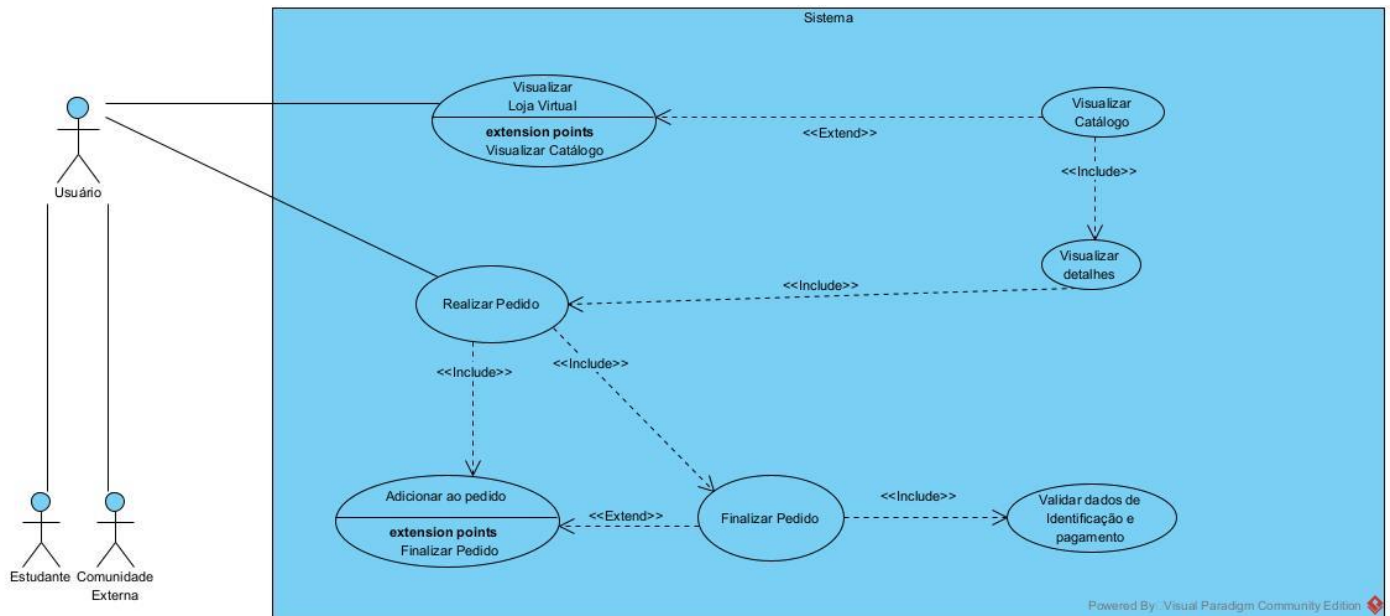 Sistema
Visualizar
Loja Virtual
extension points
Visualizar Catálogo
<<Extend>>
Visualizar
Catálogo
<<Include>>
Usuário
Visualizar
detalhes
<<Include>>
Realizar Pedido
<<Include>>
<<Include>>
Adicionar ao pedido
extension points
Finalizar Pedido
<<Extend>>
Finalizar Pedido
<<Include>>
Validar dados de
Identificação e
pagamento
Estudante
Comunidade
Externa
Powered By: Visual Paradigm Community Edition